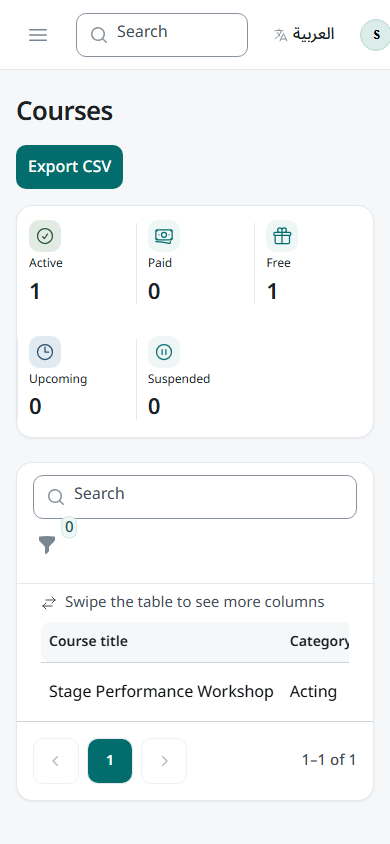 Search
العربية
S
Courses
Export CSV
Active
Paid
Free
1
0
1
Upcoming
Suspended
0
0
Search
0
Swipe the table to see more columns
Course title
Category
Stage Performance Workshop
Acting
1
1–1 of 1